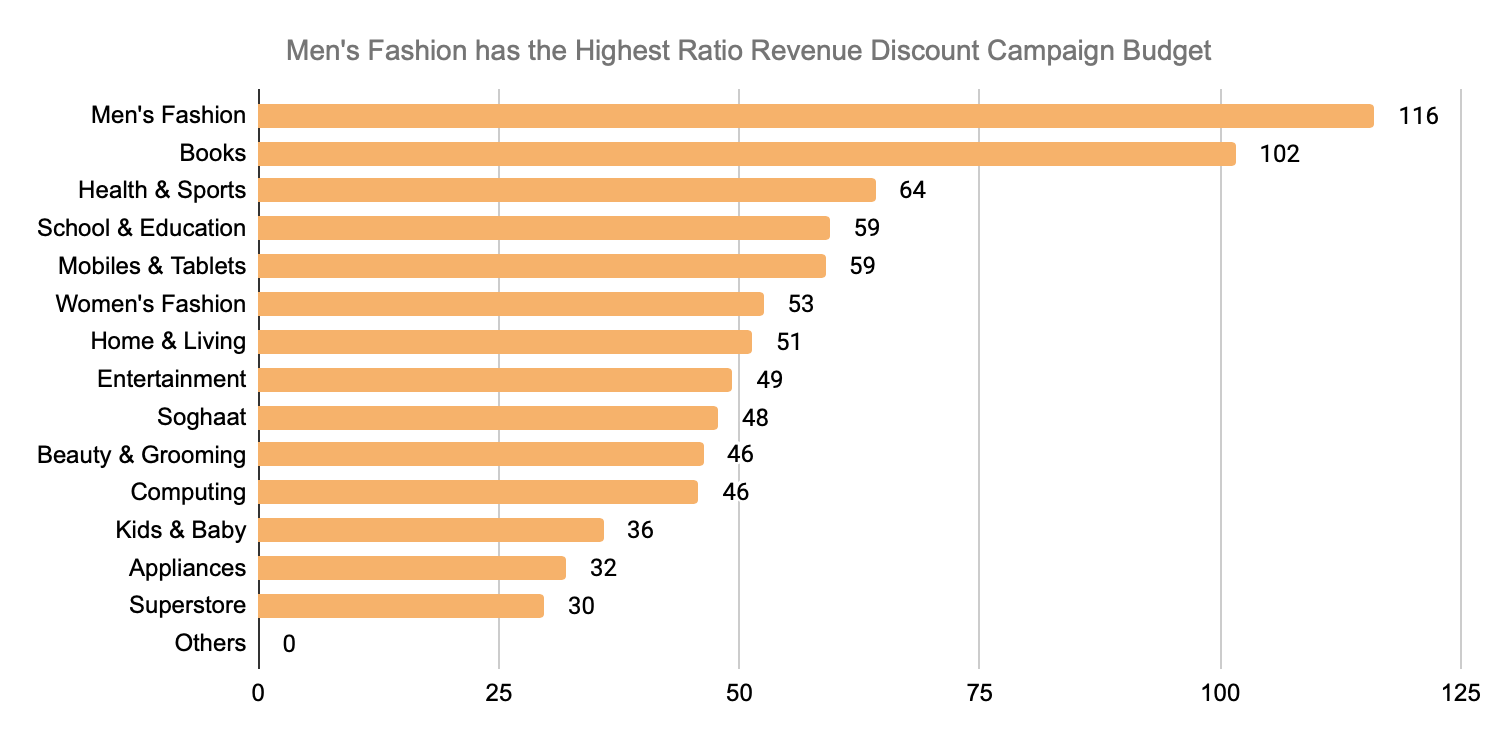 Men's Fashion has the Highest Ratio Revenue Discount Campaign Budget
Men's Fashion 116
Books 102
Health & Sports 64
School & Education 59
Mobiles & Tablets 59
Women's Fashion 53
Home & Living 51
Entertainment 49
Soghaat 48
Beauty & Grooming 46
Computing 46
Kids & Baby 36
Appliances 32
Superstore 30
Others 0
0 25 50 75 100 125